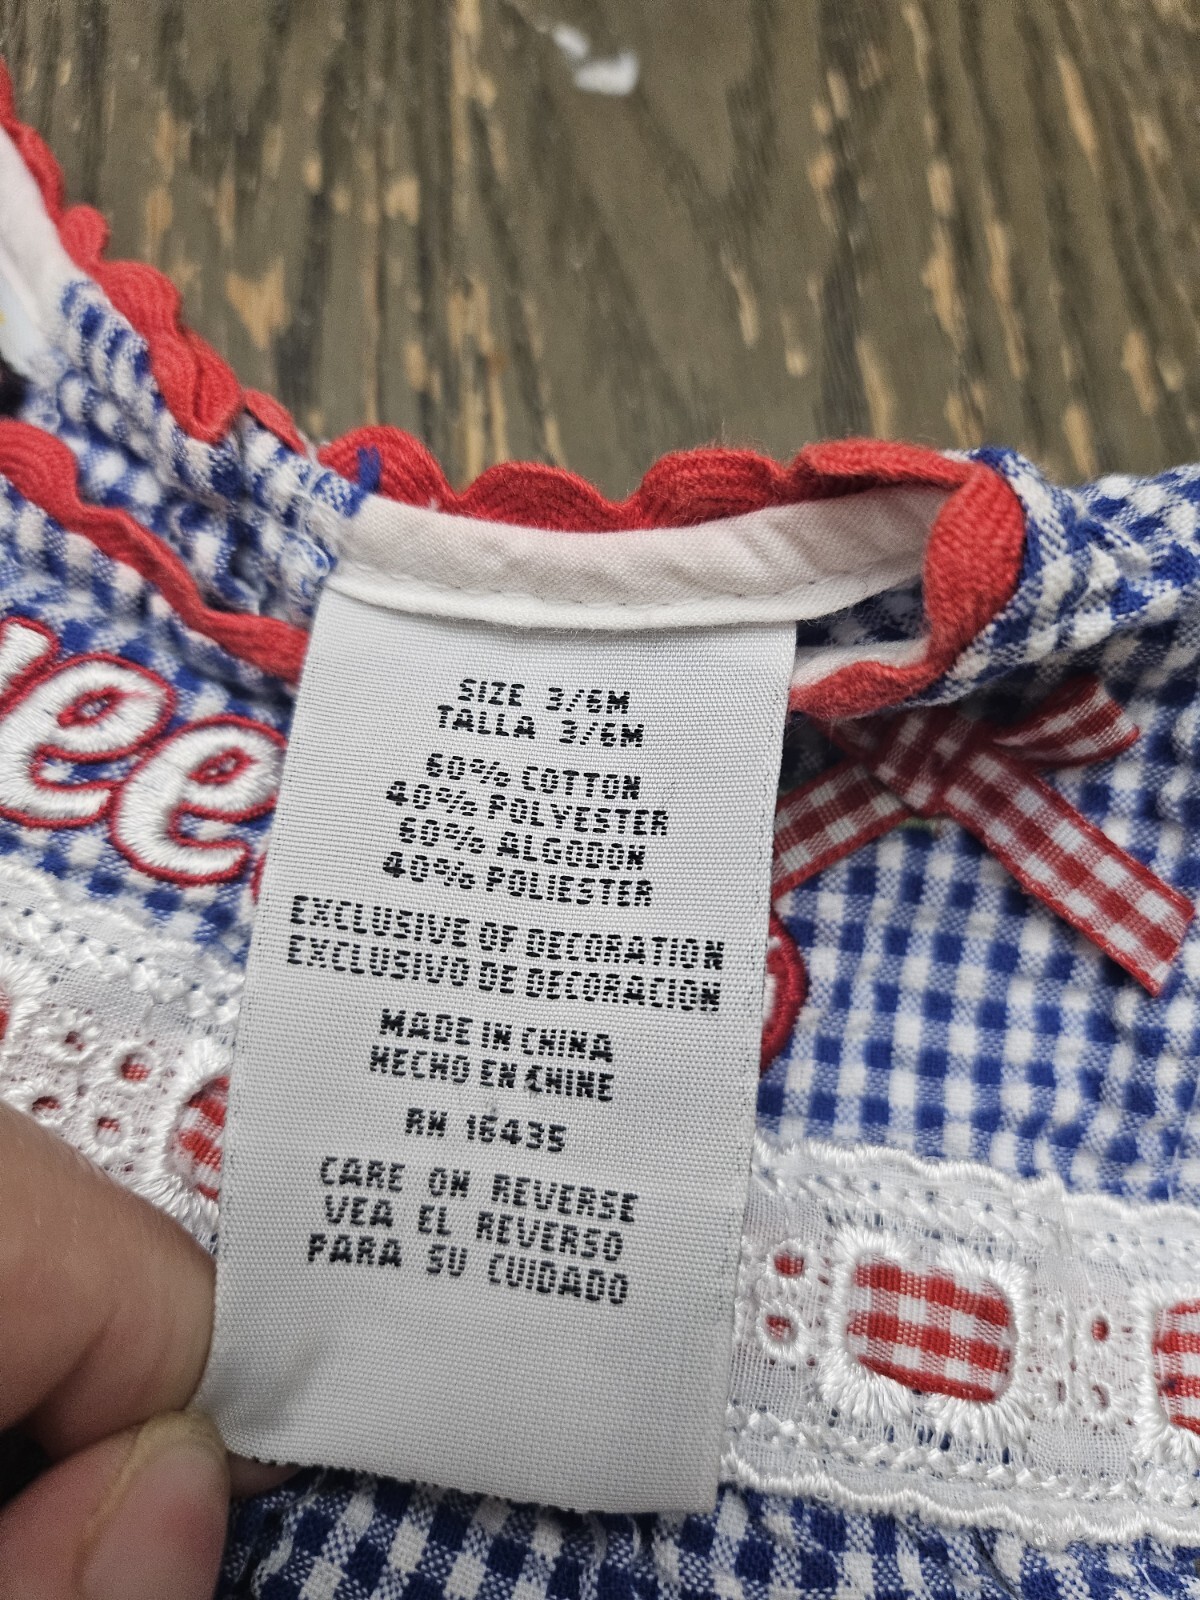 SIZE 3/6M
TALLA 3/6M
60% COTTON
40% POLYESTER
60% ALGODON
40% POLIESTER
EXCLUSIVE OF DECORATION
EXCLUSIVO DE DECORACION
MADE IN CHINA
HECHO EN CHINE
RN 16435
CARE ON REVERSE
VEA EL REVERSO
PARA SU CUIDADO